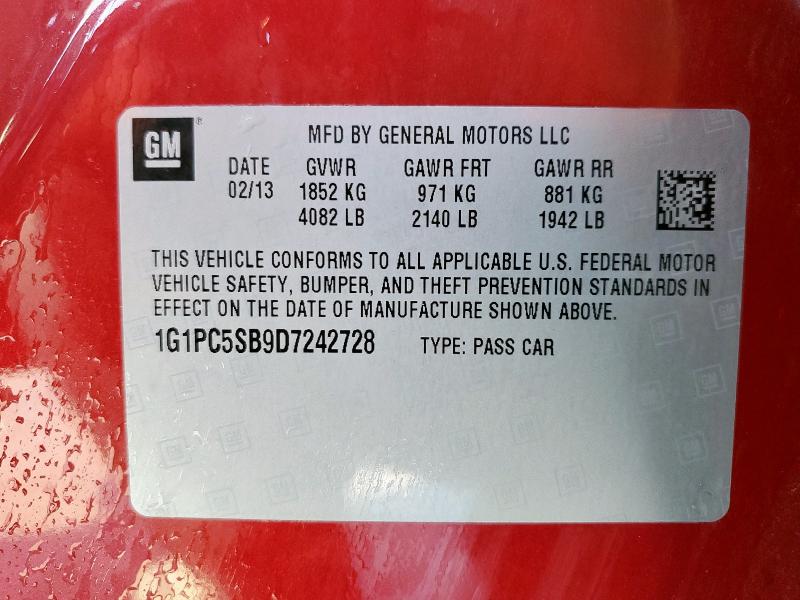 GM ®
MFD BY GENERAL MOTORS LLC
DATE GVWR GAWR FRT GAWR RR
02/13 1852 KG 971 KG 881 KG
4082 LB 2140 LB 1942 LB
THIS VEHICLE CONFORMS TO ALL APPLICABLE U.S. FEDERAL MOTOR
VEHICLE SAFETY, BUMPER, AND THEFT PREVENTION STANDARDS IN
EFFECT ON THE DATE OF MANUFACTURE SHOWN ABOVE.
1G1PC5SB9D7242728 TYPE: PASS CAR